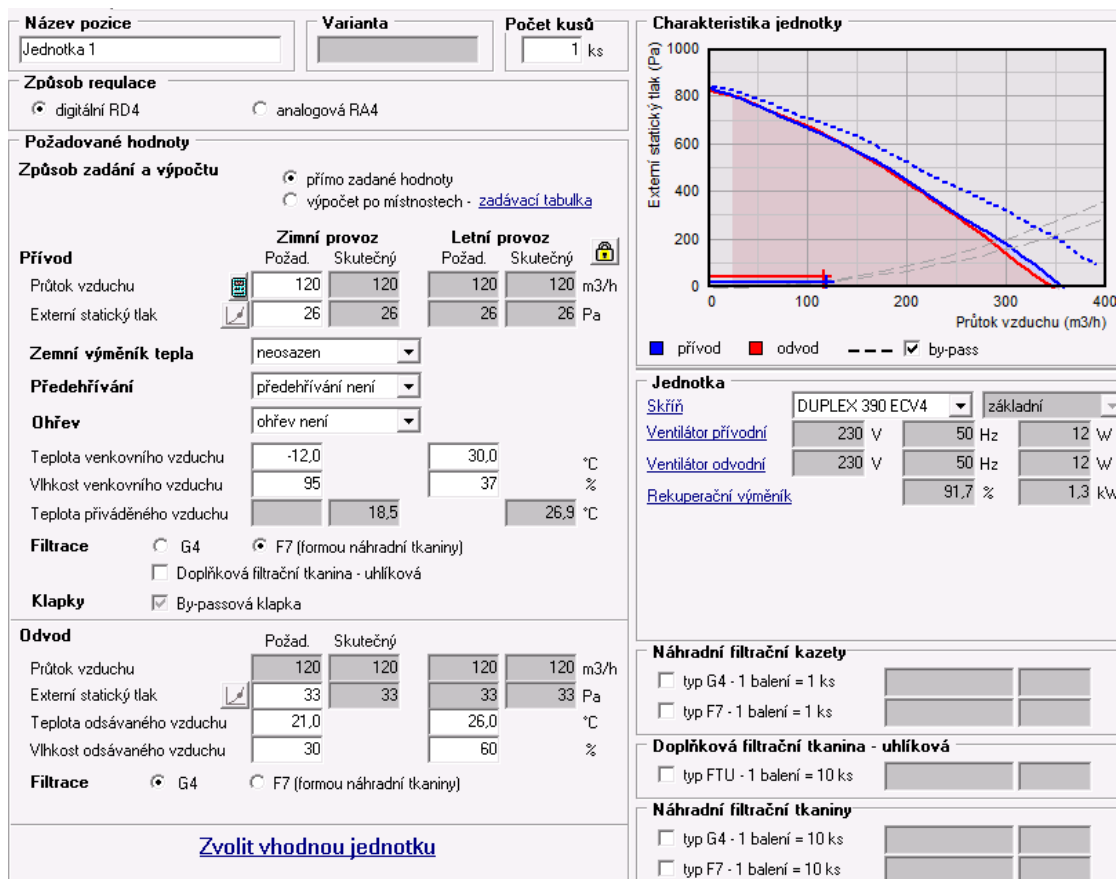 Název pozice
Varianta
Počet kusů
Jednotka 1
1 ks
Způsob regulace
digitální RD4
analogová RA4
Požadované hodnoty
Způsob zadání a výpočtu
přímo zadané hodnoty
výpočet po místnostech - zadávací tabulka
Zimní provoz
Letní provoz
Přívod
Požad. Skutečný Požad. Skutečný
Průtok vzduchu 120 120 120 120 m3/h
Externí statický tlak 26 26 26 26 Pa
Zemní výměník tepla neosazen
Předehřívání předehřívání není
Ohřev ohřev není
Teplota venkovního vzduchu -12,0 30,0 °C
Vlhkost venkovního vzduchu 95 37 %
Teplota přiváděného vzduchu 18,5 26,9 °C
Filtrace G4 F7 (formou náhradní tkaniny)
Doplňková filtrační tkanina - uhlíková
Klapky By-passová klapka
Odvod
Požad. Skutečný
Průtok vzduchu 120 120 120 120 m3/h
Externí statický tlak 33 33 33 33 Pa
Teplota odsávaného vzduchu 21,0 26,0 °C
Vlhkost odsávaného vzduchu 30 60 %
Filtrace G4 F7 (formou náhradní tkaniny)
Zvolit vhodnou jednotku
Charakteristika jednotky
Externí statický tlak (Pa)
1000
800
600
400
200
0
0 100 200 300 400
Průtok vzduchu (m3/h)
přívod odvod by-pass
Jednotka
Skříň DUPLEX 390 ECV4 základní
Ventilátor přívodní 230 V 50 Hz 12 W
Ventilátor odvodní 230 V 50 Hz 12 W
Rekuperační výměník 91,7 % 1,3 kW
Náhradní filtrační kazety
typ G4 - 1 balení = 1 ks
typ F7 - 1 balení = 1 ks
Doplňková filtrační tkanina - uhlíková
typ FTU - 1 balení = 10 ks
Náhradní filtrační tkaniny
typ G4 - 1 balení = 10 ks
typ F7 - 1 balení = 10 ks